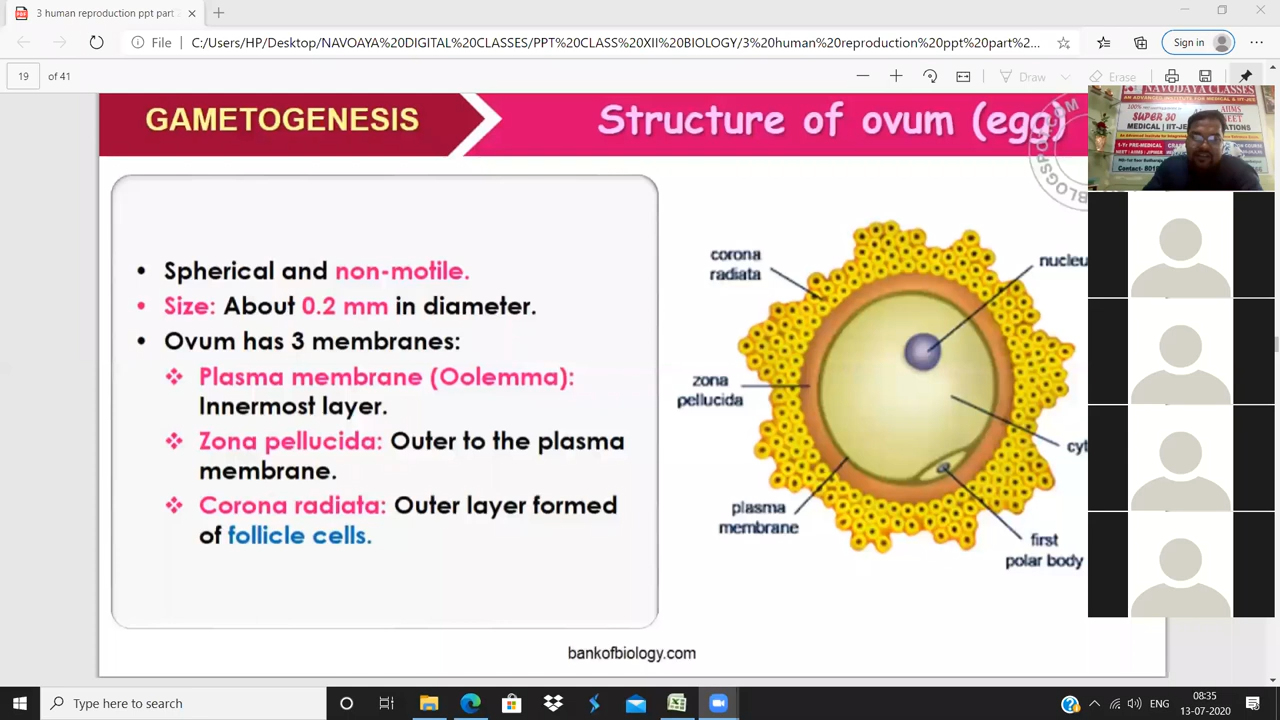 3 human reproduction ppt part
Sign in
File
C:/Users/HP/Desktop/NAVOAYA%20DIGITAL%20CLASSES/PPT%20CLASS%20XII%20BIOLOGY/3%20human%20reproduction%20ppt%20part%2...
19 of 41
Draw
Erase
GAMETOGENESIS
Structure of ovum (egg)
NAVODAYA CLASSES
SUPER 30
• Spherical and non-motile.
• Size: About 0.2 mm in diameter.
• Ovum has 3 membranes:
❖ Plasma membrane (Oolemma):
Innermost layer.
❖ Zona pellucida: Outer to the plasma
membrane.
❖ Corona radiata: Outer layer formed
of follicle cells.
corona
radiata
nucleu
zona
pellucida
cyt
plasma
membrane
first
polar body
bankofbiology.com
Type here to search
ENG
08:35
13-07-2020